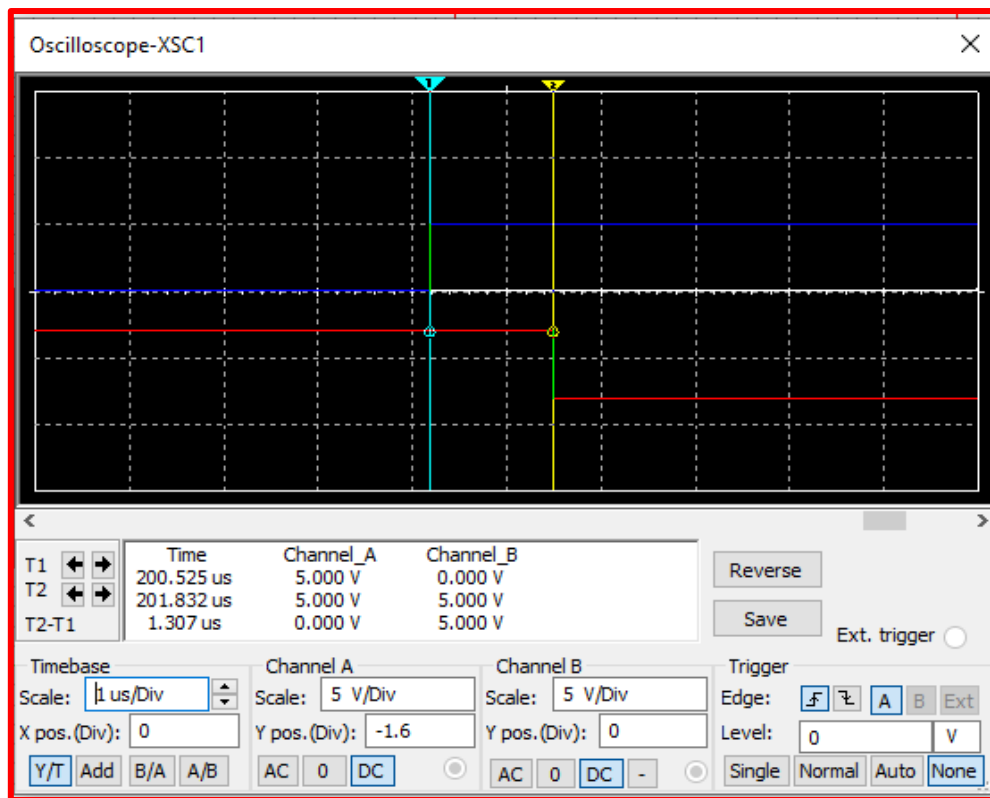 Oscilloscope-XSC1
1 2
T1
T2
T2-T1
Time Channel_A Channel_B
200.525 us 5.000 V 0.000 V
201.832 us 5.000 V 5.000 V
1.307 us 0.000 V 5.000 V
Reverse
Save
Ext. trigger
Timebase
Scale: 1 us/Div
X pos.(Div): 0
Y/T Add B/A A/B
Channel A
Scale: 5 V/Div
Y pos.(Div): -1.6
AC 0 DC
Channel B
Scale: 5 V/Div
Y pos.(Div): 0
AC 0 DC -
Trigger
Edge: A B Ext
Level: 0 V
Single Normal Auto None